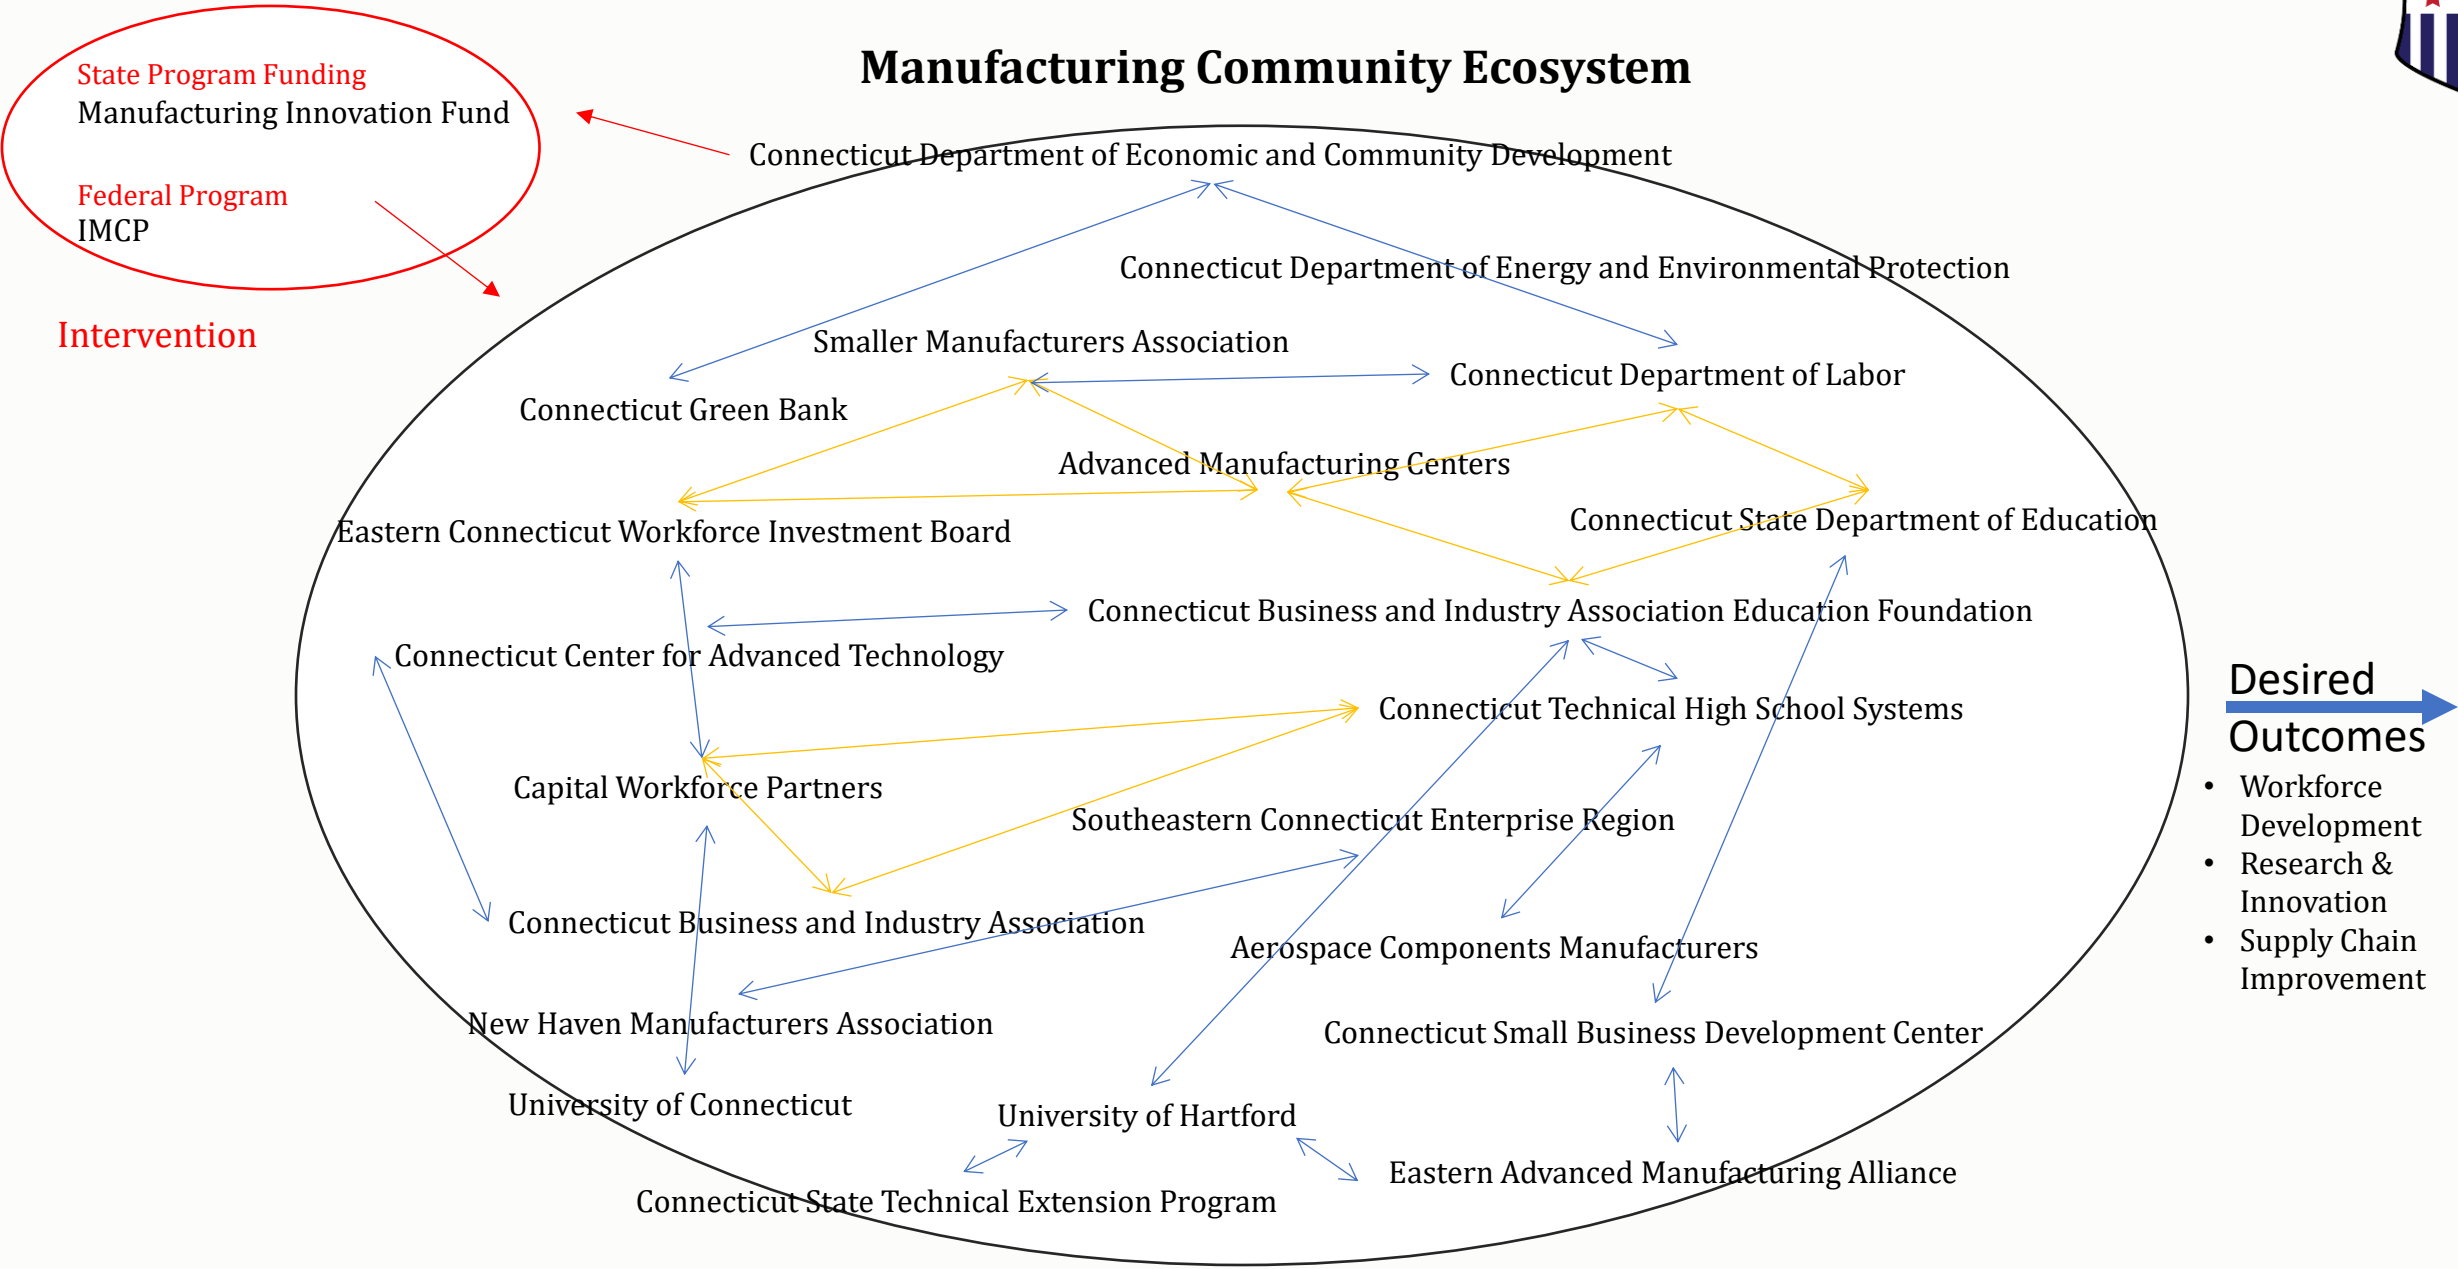 Manufacturing Community Ecosystem
State Program Funding
Manufacturing Innovation Fund
Federal Program
IMCP
Intervention
Connecticut Department of Economic and Community Development
Connecticut Department of Energy and Environmental Protection
Smaller Manufacturers Association
Connecticut Department of Labor
Connecticut Green Bank
Advanced Manufacturing Centers
Connecticut State Department of Education
Eastern Connecticut Workforce Investment Board
Connecticut Business and Industry Association Education Foundation
Connecticut Center for Advanced Technology
Connecticut Technical High School Systems
Capital Workforce Partners
Southeastern Connecticut Enterprise Region
Connecticut Business and Industry Association
Aerospace Components Manufacturers
New Haven Manufacturers Association
Connecticut Small Business Development Center
University of Connecticut
University of Hartford
Eastern Advanced Manufacturing Alliance
Connecticut State Technical Extension Program
Desired
Outcomes
• Workforce
Development
• Research &
Innovation
• Supply Chain
Improvement